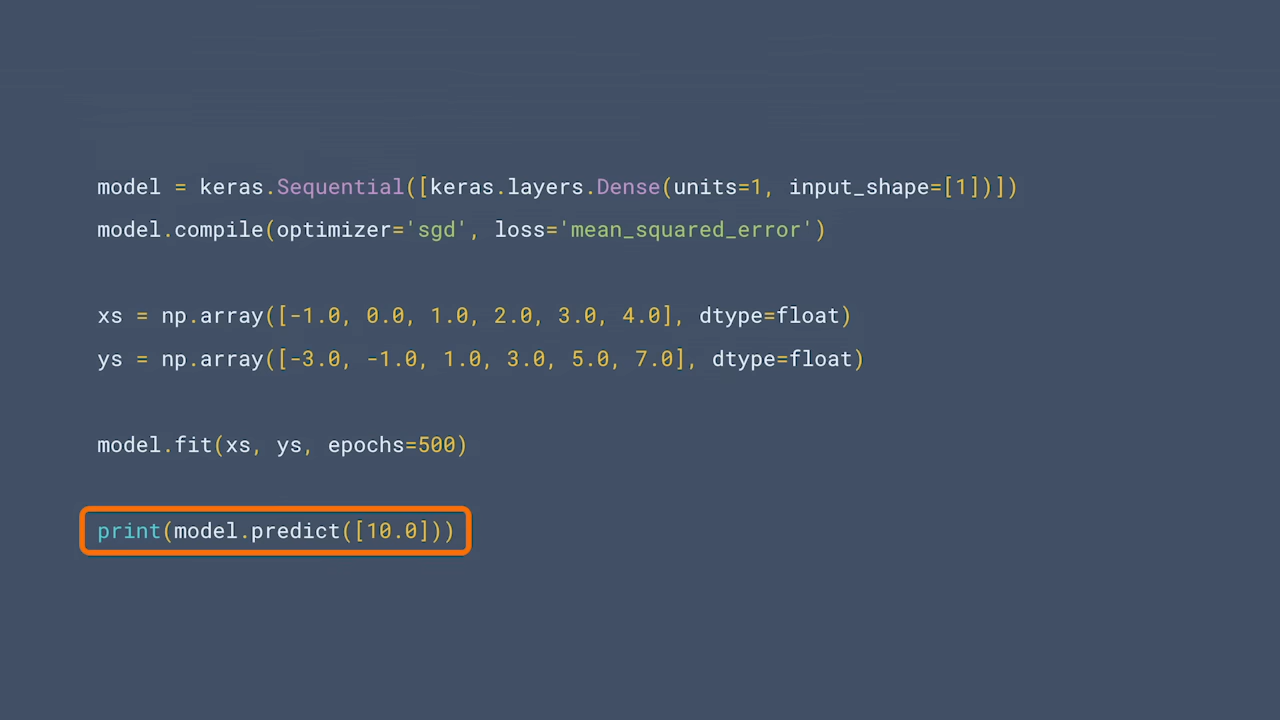 model = keras.Sequential([keras.layers.Dense(units=1, input_shape=[1])])
model.compile(optimizer='sgd', loss='mean_squared_error')
xs = np.array([-1.0, 0.0, 1.0, 2.0, 3.0, 4.0], dtype=float)
ys = np.array([-3.0, -1.0, 1.0, 3.0, 5.0, 7.0], dtype=float)
model.fit(xs, ys, epochs=500)
print(model.predict([10.0]))